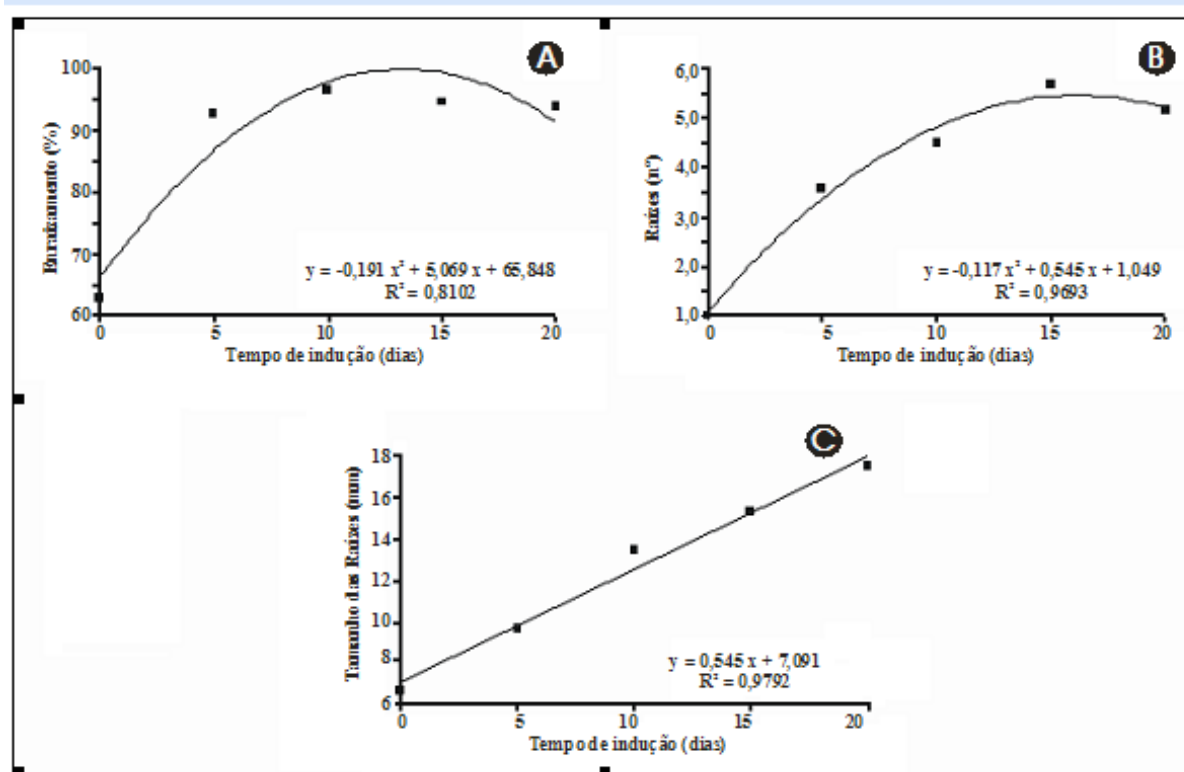 A
100
90
80
70
60
Enraizamento (%)
y = -0,191 x² + 5,069 x + 65,848
R² = 0,8102
0 5 10 15 20
Tempo de indução (dias)
B
6,0
5,0
4,0
3,0
2,0
1,0
Raízes (nº)
y = -0,117 x² + 0,545 x + 1,049
R² = 0,9693
0 5 10 15 20
Tempo de indução (dias)
C
18
16
14
12
10
8
6
Tamanho das Raízes (mm)
y = 0,545 x + 7,091
R² = 0,9792
0 5 10 15 20
Tempo de indução (dias)